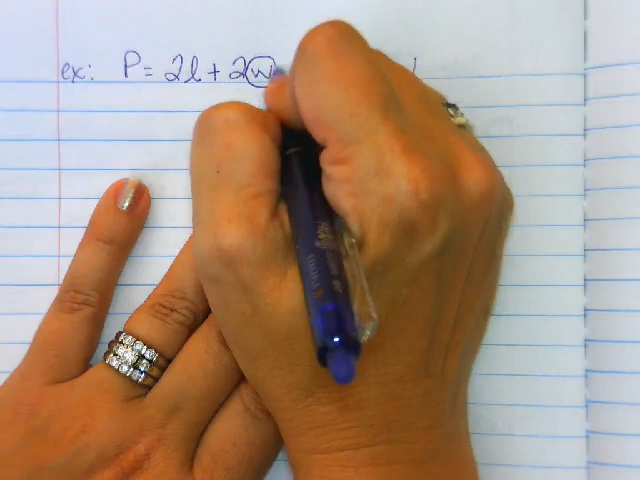 ex: P = 2l + 2w